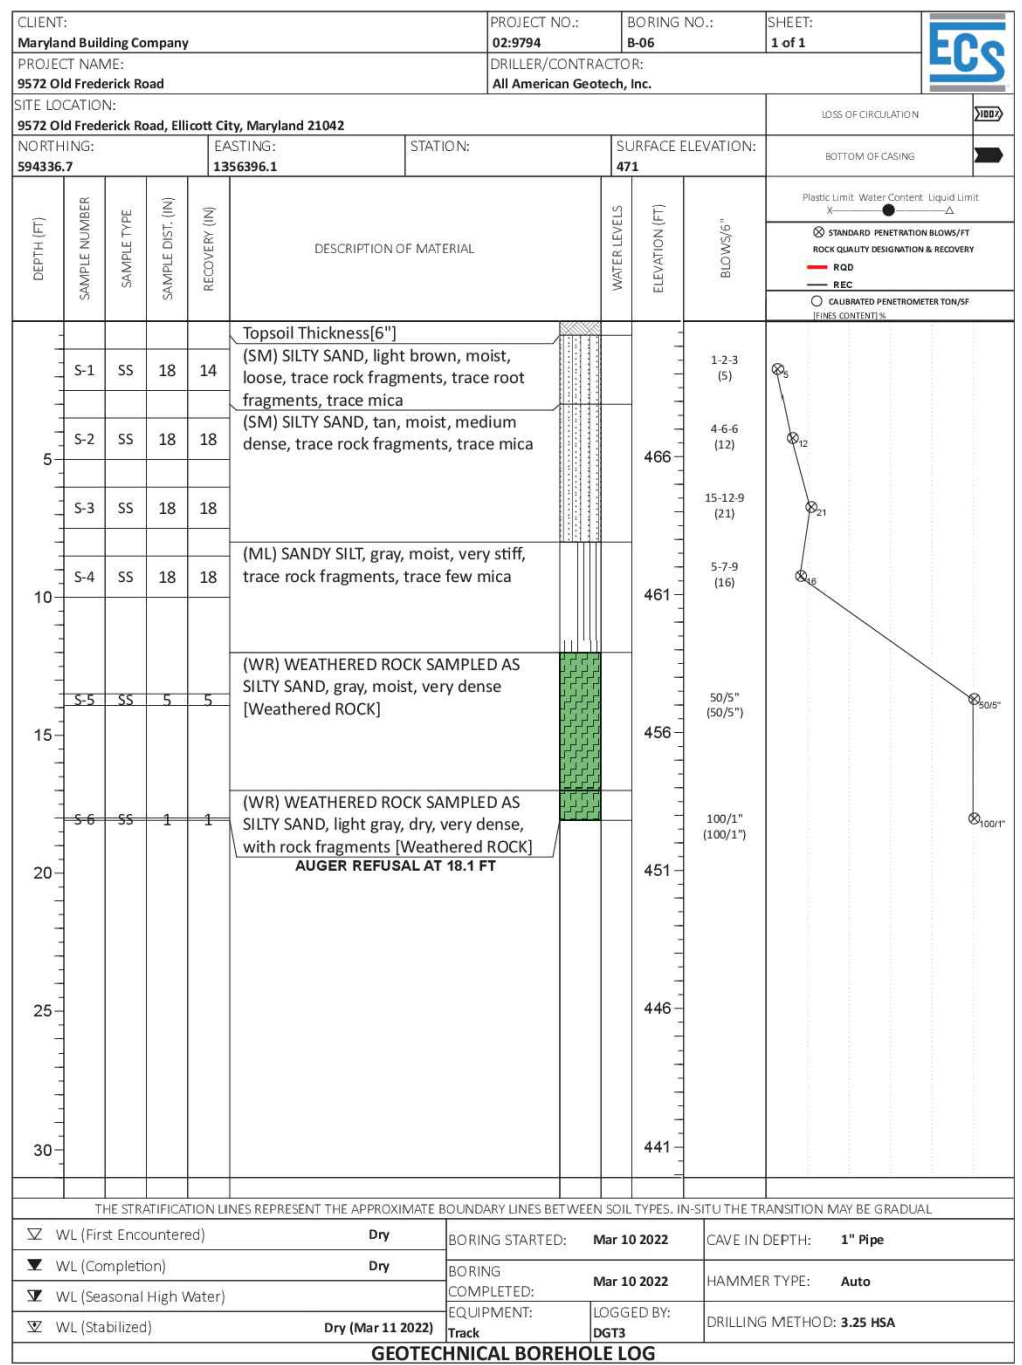 CLIENT:
Maryland Building Company
PROJECT NO.:
02:9794
BORING NO.:
B-06
SHEET:
1 of 1
ECS
PROJECT NAME:
9572 Old Frederick Road
DRILLER/CONTRACTOR:
All American Geotech, Inc.
SITE LOCATION:
9572 Old Frederick Road, Ellicott City, Maryland 21042
LOSS OF CIRCULATION
NORTHING:
594336.7
EASTING:
1356396.1
STATION:
SURFACE ELEVATION:
471
BOTTOM OF CASING
DEPTH (FT)
SAMPLE NUMBER
SAMPLE TYPE
SAMPLE DIST. (IN)
RECOVERY (IN)
DESCRIPTION OF MATERIAL
WATER LEVELS
ELEVATION (FT)
BLOWS/6"
Plastic Limit Water Content Liquid Limit
X
STANDARD PENETRATION BLOWS/FT
ROCK QUALITY DESIGNATION & RECOVERY
RQD
REC
CALIBRATED PENETROMETER TON/SF
[FINES CONTENT] %
Topsoil Thickness[6"]
S-1 SS 18 14
(SM) SILTY SAND, light brown, moist,
loose, trace rock fragments, trace root
fragments, trace mica
1-2-3
(5)
5
S-2 SS 18 18
(SM) SILTY SAND, tan, moist, medium
dense, trace rock fragments, trace mica
4-6-6
(12)
12
5
466
S-3 SS 18 18
15-12-9
(21)
21
S-4 SS 18 18
(ML) SANDY SILT, gray, moist, very stiff,
trace rock fragments, trace few mica
5-7-9
(16)
16
10
461
S-5 SS 5 5
(WR) WEATHERED ROCK SAMPLED AS
SILTY SAND, gray, moist, very dense
[Weathered ROCK]
50/5"
(50/5")
50/5"
15
456
S-6 SS 1 1
(WR) WEATHERED ROCK SAMPLED AS
SILTY SAND, light gray, dry, very dense,
with rock fragments [Weathered ROCK]
100/1"
(100/1")
100/1"
AUGER REFUSAL AT 18.1 FT
20
451
25
446
30
441
THE STRATIFICATION LINES REPRESENT THE APPROXIMATE BOUNDARY LINES BETWEEN SOIL TYPES. IN-SITU THE TRANSITION MAY BE GRADUAL
WL (First Encountered) Dry
BORING STARTED: Mar 10 2022
CAVE IN DEPTH: 1" Pipe
WL (Completion) Dry
BORING
COMPLETED: Mar 10 2022
HAMMER TYPE: Auto
WL (Seasonal High Water)
WL (Stabilized) Dry (Mar 11 2022)
EQUIPMENT:
Track
LOGGED BY:
DGT3
DRILLING METHOD: 3.25 HSA
GEOTECHNICAL BOREHOLE LOG